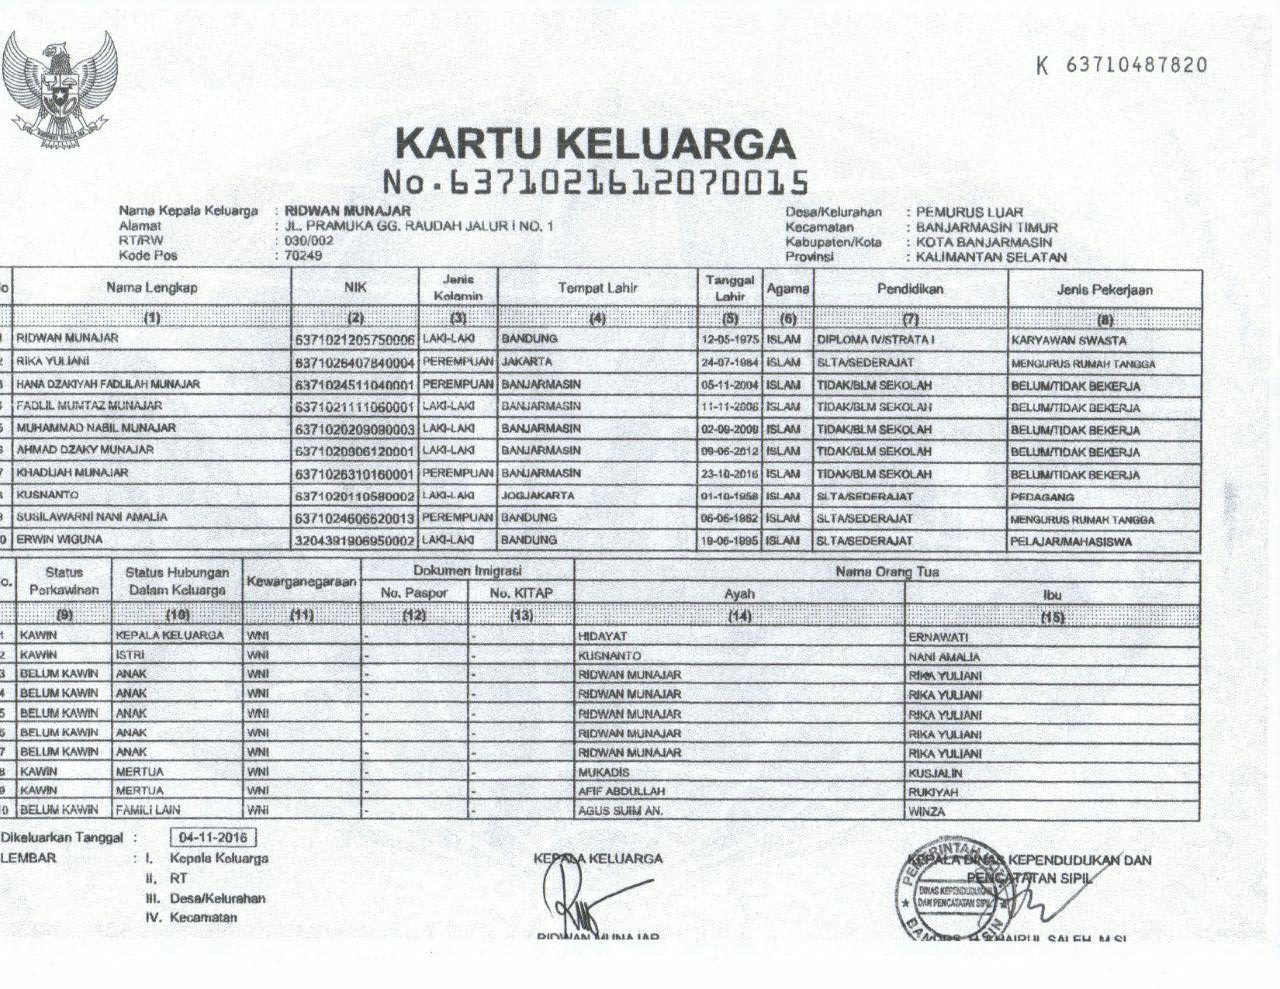 K 63710487820
KARTU KELUARGA
No.6371021612070015
Nama Kepala Keluarga : RIDWAN MUNAJAR
Alamat : JL. PRAMUKA GG. RAUDAH JALUR I NO. 1
RT/RW : 030/002
Kode Pos : 70249
Desa/Kelurahan : PEMURUS LUAR
Kecamatan : BANJARMASIN TIMUR
Kabupaten/Kota : KOTA BANJARMASIN
Provinsi : KALIMANTAN SELATAN
Nama Lengkap NIK Jenis Kelamin Tempat Lahir Tanggal Lahir Agama Pendidikan Jenis Pekerjaan
(1) (2) (3) (4) (5) (6) (7) (8)
RIDWAN MUNAJAR 6371021205750006 LAKI-LAKI BANDUNG 12-05-1975 ISLAM DIPLOMA IV/STRATA I KARYAWAN SWASTA
RIKA YULIANI 6371026407840004 PEREMPUAN JAKARTA 24-07-1984 ISLAM SLTA/SEDERAJAT MENGURUS RUMAH TANGGA
HANA DZAKIYAH FADLILAH MUNAJAR 6371024511040001 PEREMPUAN BANJARMASIN 05-11-2004 ISLAM TIDAK/BLM SEKOLAH BELUM/TIDAK BEKERJA
FADLIL MUMTAZ MUNAJAR 6371021111060001 LAKI-LAKI BANJARMASIN 11-11-2006 ISLAM TIDAK/BLM SEKOLAH BELUM/TIDAK BEKERJA
MUHAMMAD NABIL MUNAJAR 6371020209090003 LAKI-LAKI BANJARMASIN 02-09-2009 ISLAM TIDAK/BLM SEKOLAH BELUM/TIDAK BEKERJA
AHMAD DZAKY MUNAJAR 6371020906120001 LAKI-LAKI BANJARMASIN 09-06-2012 ISLAM TIDAK/BLM SEKOLAH BELUM/TIDAK BEKERJA
KHADIJAH MUNAJAR 6371026310160001 PEREMPUAN BANJARMASIN 23-10-2016 ISLAM TIDAK/BLM SEKOLAH BELUM/TIDAK BEKERJA
KUSNANTO 6371020110580002 LAKI-LAKI JOGJAKARTA 01-10-1958 ISLAM SLTA/SEDERAJAT PEDAGANG
SUSILAWARNI NANI AMALIA 6371024606620013 PEREMPUAN BANDUNG 06-06-1962 ISLAM SLTA/SEDERAJAT MENGURUS RUMAH TANGGA
ERWIN WIGUNA 3204391906950002 LAKI-LAKI BANDUNG 19-06-1995 ISLAM SLTA/SEDERAJAT PELAJAR/MAHASISWA
Status Perkawinan Status Hubungan Dalam Keluarga Kewarganegaraan Dokumen Imigrasi Nama Orang Tua
No. Paspor No. KITAP Ayah Ibu
(9) (10) (11) (12) (13) (14) (15)
1 KAWIN KEPALA KELUARGA WNI - - HIDAYAT ERNAWATI
2 KAWIN ISTRI WNI - - KUSNANTO NANI AMALIA
3 BELUM KAWIN ANAK WNI - - RIDWAN MUNAJAR RIKA YULIANI
4 BELUM KAWIN ANAK WNI - - RIDWAN MUNAJAR RIKA YULIANI
5 BELUM KAWIN ANAK WNI - - RIDWAN MUNAJAR RIKA YULIANI
6 BELUM KAWIN ANAK WNI - - RIDWAN MUNAJAR RIKA YULIANI
7 BELUM KAWIN ANAK WNI - - RIDWAN MUNAJAR RIKA YULIANI
8 KAWIN MERTUA WNI - - MUKADIS KUSJALIN
9 KAWIN MERTUA WNI - - AFIF ABDULLAH RUKIYAH
10 BELUM KAWIN FAMILI LAIN WNI - - AGUS SUIM AN. WINZA
Dikeluarkan Tanggal : 04-11-2016
LEMBAR : I. Kepala Keluarga
II. RT
III. Desa/Kelurahan
IV. Kecamatan
KEPALA KELUARGA
RIDWAN MUNAJAR
KEPALA DINAS KEPENDUDUKAN DAN
PENCATATAN SIPIL
PEMERINTAH
DINAS KEPENDUDUKAN
DAN PENCATATAN SIPIL
SALEH, M.SI